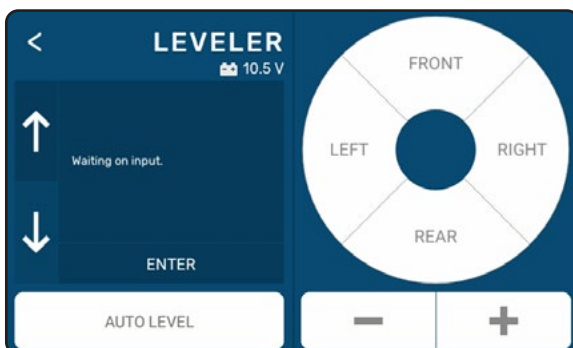 < LEVELER
10.5 V
Waiting on input.
ENTER
AUTO LEVEL
FRONT
LEFT
RIGHT
REAR